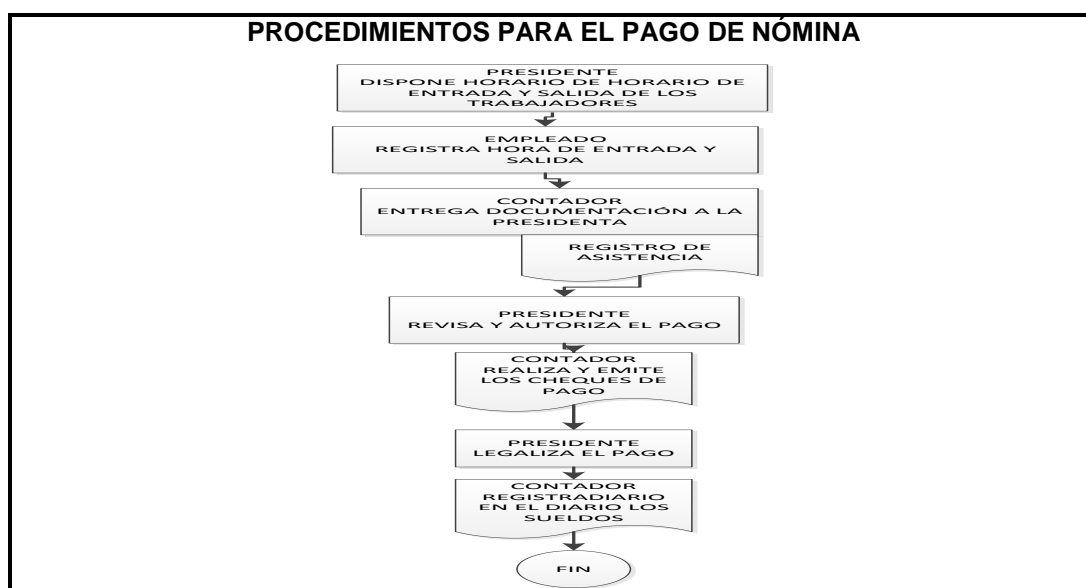 PROCEDIMIENTOS PARA EL PAGO DE NÓMINA
PRESIDENTE
DISPONE HORARIO DE HORARIO DE
ENTRADA Y SALIDA DE LOS
TRABAJADORES
EMPLEADO
REGISTRA HORA DE ENTRADA Y
SALIDA
CONTADOR
ENTREGA DOCUMENTACIÓN A LA
PRESIDENTA
REGISTRO DE
ASISTENCIA
PRESIDENTE
REVISA Y AUTORIZA EL PAGO
CONTADOR
REALIZA Y EMITE
LOS CHEQUES DE
PAGO
PRESIDENTE
LEGALIZA EL PAGO
CONTADOR
REGISTRADIARIO
EN EL DIARIO LOS
SUELDOS
FIN